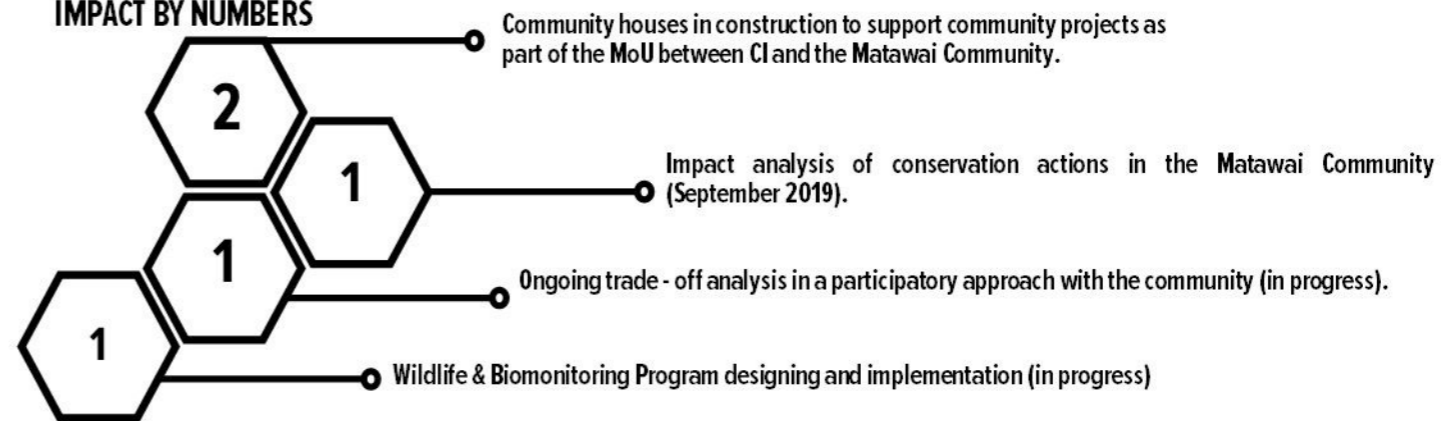 IMPACT BY NUMBERS
2
Community houses in construction to support community projects as
part of the MoU between CI and the Matawai Community.
1
Impact analysis of conservation actions in the Matawai Community
(September 2019).
1
Ongoing trade - off analysis in a participatory approach with the community (in progress).
1
Wildlife & Biomonitoring Program designing and implementation (in progress)